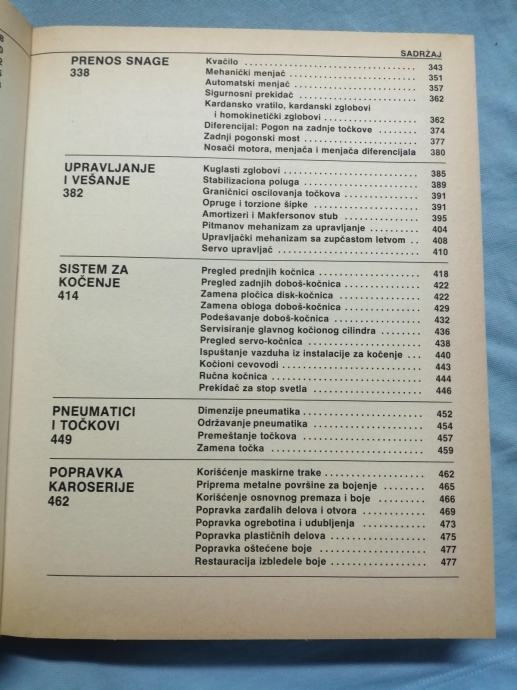 SADRŽAJ
PRENOS SNAGE
338
Kvačilo 343
Mehanički menjač 351
Automatski menjač 357
Sigurnosni prekidač 362
Kardansko vratilo, kardanski zglobovi
i homokinetički zglobovi 362
Diferencijal: Pogon na zadnje točkove 374
Zadnji pogonski most 377
Nosači motora, menjača i menjača diferencijala 380
UPRAVLJANJE
I VEŠANJE
382
Kuglasti zglobovi 385
Stabilizaciona poluga 389
Graničnici oscilovanja točkova 391
Opruge i torzione šipke 391
Amortizeri i Makfersonov stub 395
Pitmanov mehanizam za upravljanje 404
Upravljački mehanizam sa zupčastom letvom 408
Servo upravljač 410
SISTEM ZA
KOČENJE
414
Pregled prednjih kočnica 418
Pregled zadnjih doboš-kočnica 422
Zamena pločica disk-kočnica 422
Zamena obloga doboš-kočnica 429
Podešavanje doboš-kočnica 432
Servisiranje glavnog kočionog cilindra 436
Pregled servo-kočnica 438
Ispuštanje vazduha iz instalacije za kočenje 440
Kočioni cevovodi 443
Ručna kočnica 444
Prekidač za stop svetla 446
PNEUMATICI
I TOČKOVI
449
Dimenzije pneumatika 452
Održavanje pneumatika 454
Premeštanje točkova 457
Zamena točka 459
POPRAVKA
KAROSERIJE
462
Korišćenje maskirne trake 462
Priprema metalne površine za bojenje 465
Korišćenje osnovnog premaza i boje 466
Popravka zarđalih delova i otvora 469
Popravka ogrebotina i udubljenja 473
Popravka plastičnih delova 475
Popravka oštećene boje 477
Restauracija izbledele boje 477